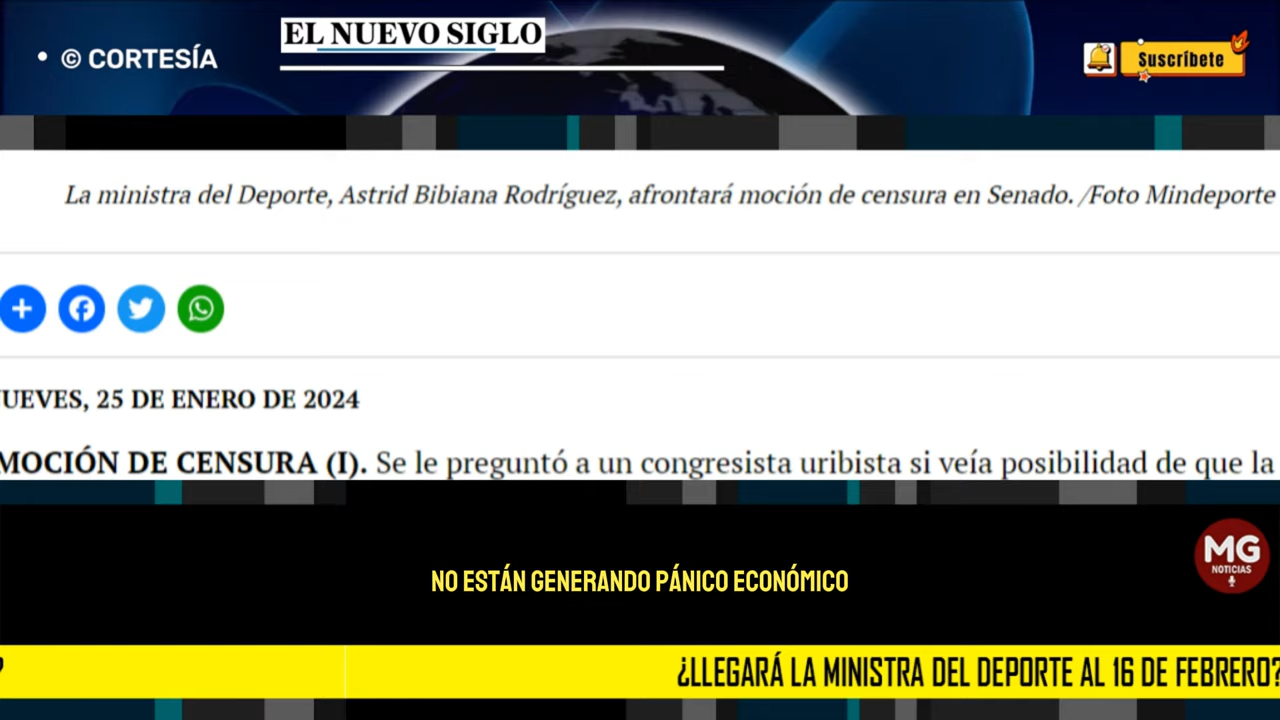 • © CORTESÍA
EL NUEVO SIGLO
Suscríbete
La ministra del Deporte, Astrid Bibiana Rodríguez, afrontará moción de censura en Senado. /Foto Mindeporte
UEVES, 25 DE ENERO DE 2024
MOCIÓN DE CENSURA (I). Se le preguntó a un congresista uribista si veía posibilidad de que la
NO ESTÁN GENERANDO PÁNICO ECONÓMICO
MG
NOTICIAS
? ¿LLEGARÁ LA MINISTRA DEL DEPORTE AL 16 DE FEBRERO?